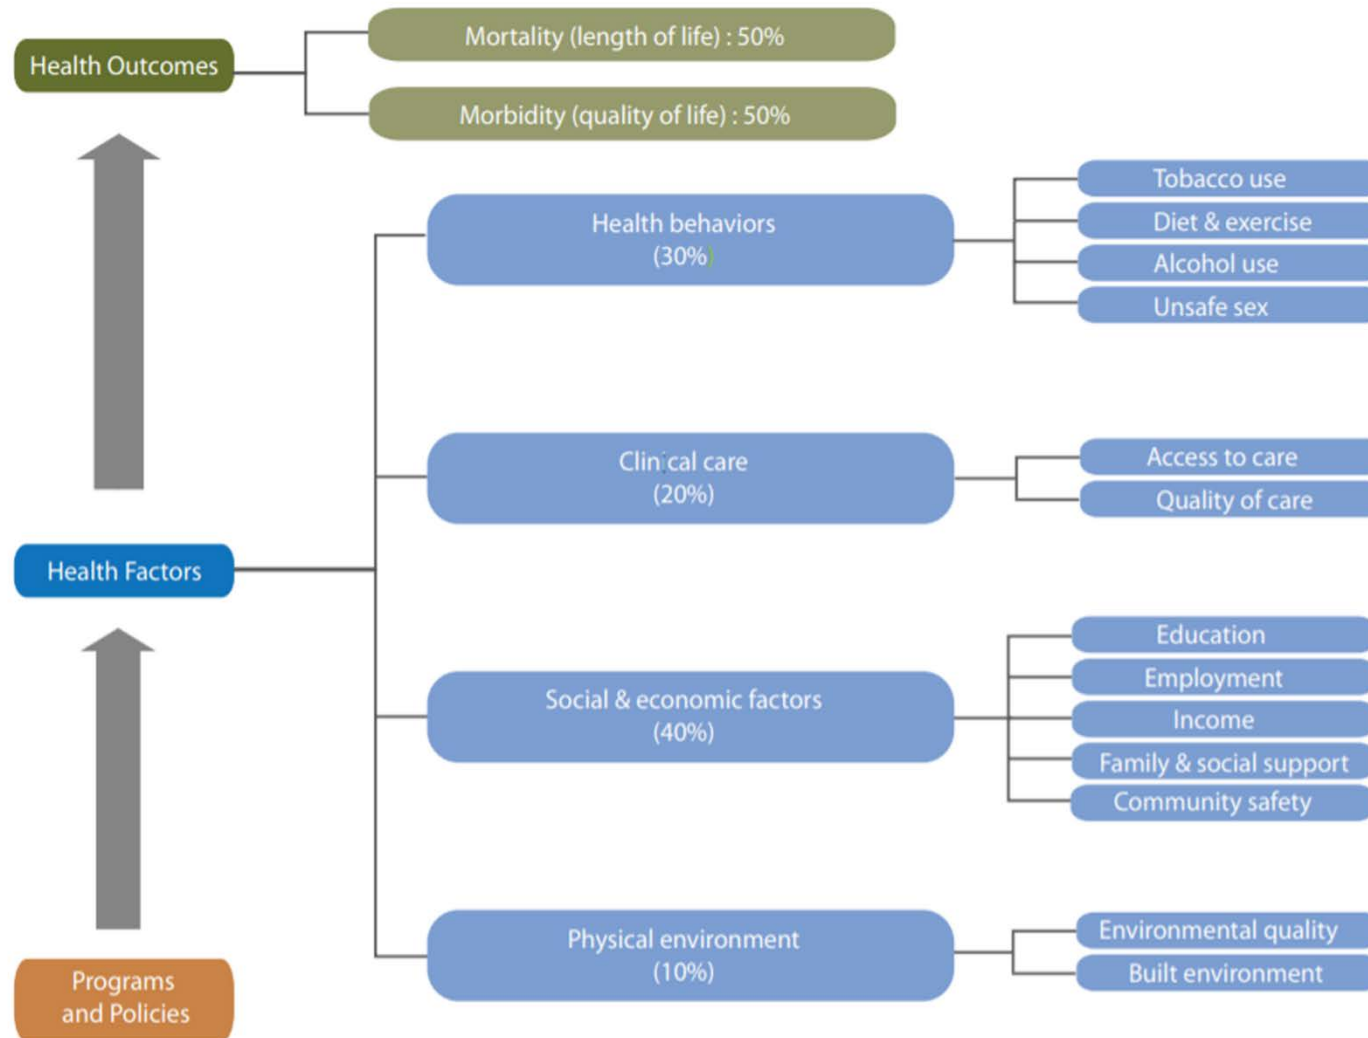 Health Outcomes
Mortality (length of life) : 50%
Morbidity (quality of life) : 50%
Health behaviors
(30%)
Tobacco use
Diet & exercise
Alcohol use
Unsafe sex
Clinical care
(20%)
Access to care
Quality of care
Health Factors
Social & economic factors
(40%)
Education
Employment
Income
Family & social support
Community safety
Physical environment
(10%)
Environmental quality
Built environment
Programs
and Policies